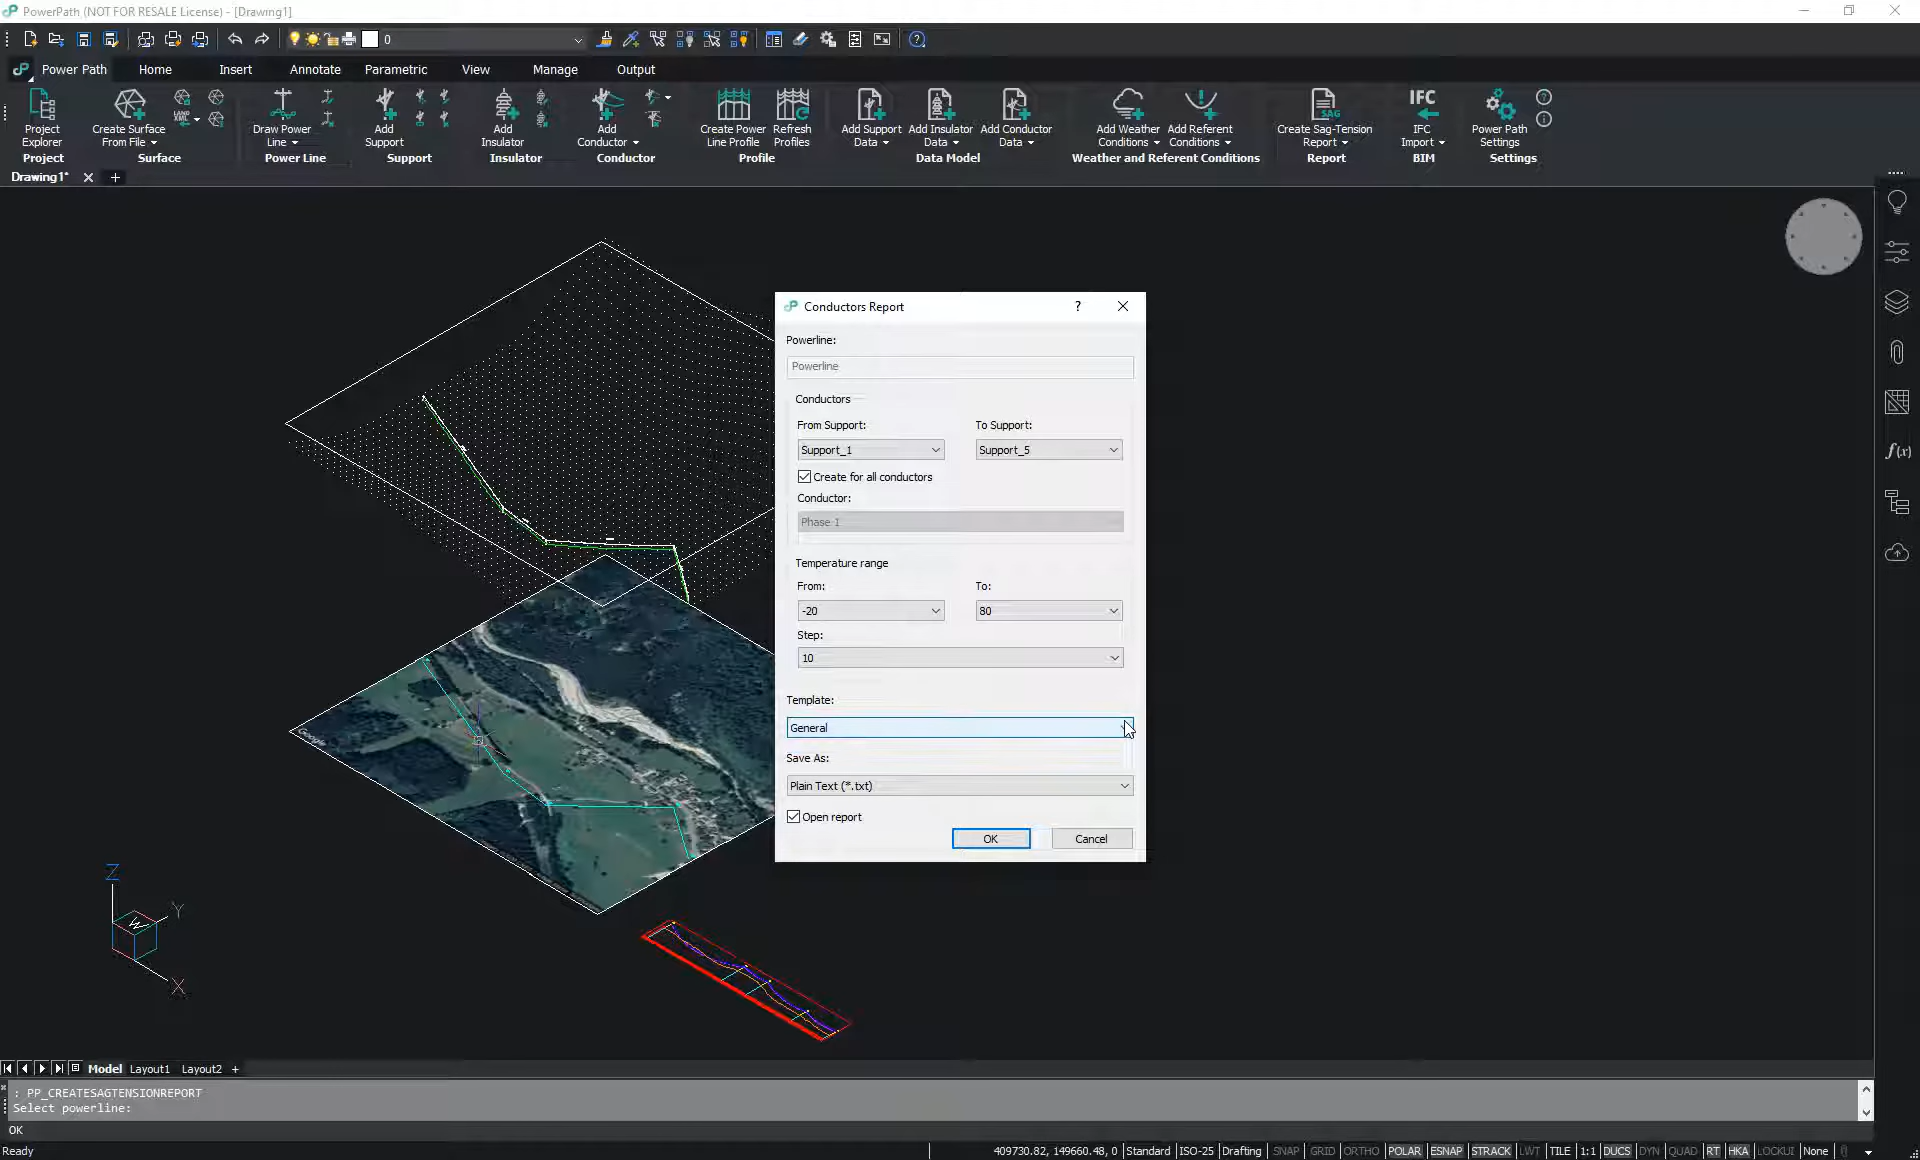 PowerPath (NOT FOR RESALE License) - [Drawing1]
0
Power Path Home Insert Annotate Parametric View Manage Output
Project Explorer
Create Surface From File
LAND XML
Draw Power Line
Add Support
Add Insulator
Add Conductor
Create Power Line Profile
Refresh Profiles
Add Support Data
Add Insulator Data
Add Conductor Data
Add Weather Conditions
Add Referent Conditions
SAG
Create Sag-Tension Report
IFC
IFC Import
Power Path Settings
Project Surface Power Line Support Insulator Conductor Profile Data Model Weather and Referent Conditions Report BIM Settings
Drawing1*
Conductors Report
Powerline:
Powerline
Conductors
From Support: To Support:
Support_1 Support_5
Create for all conductors
Conductor:
Phase 1
Temperature range
From: To:
-20 80
Step:
10
Template:
General
Save As:
Plain Text (*.txt)
Open report
OK Cancel
f(x)
Google
Z
Y
W
X
Model Layout1 Layout2 +
: PP_CREATESAGTENSIONREPORT
Select powerline:
OK
Ready
409730.82, 149660.48, 0 Standard ISO-25 Drafting SNAP GRID ORTHO POLAR ESNAP STRACK LWT TILE 1:1 DUCS DYN QUAD RT HKA LOCKUI None